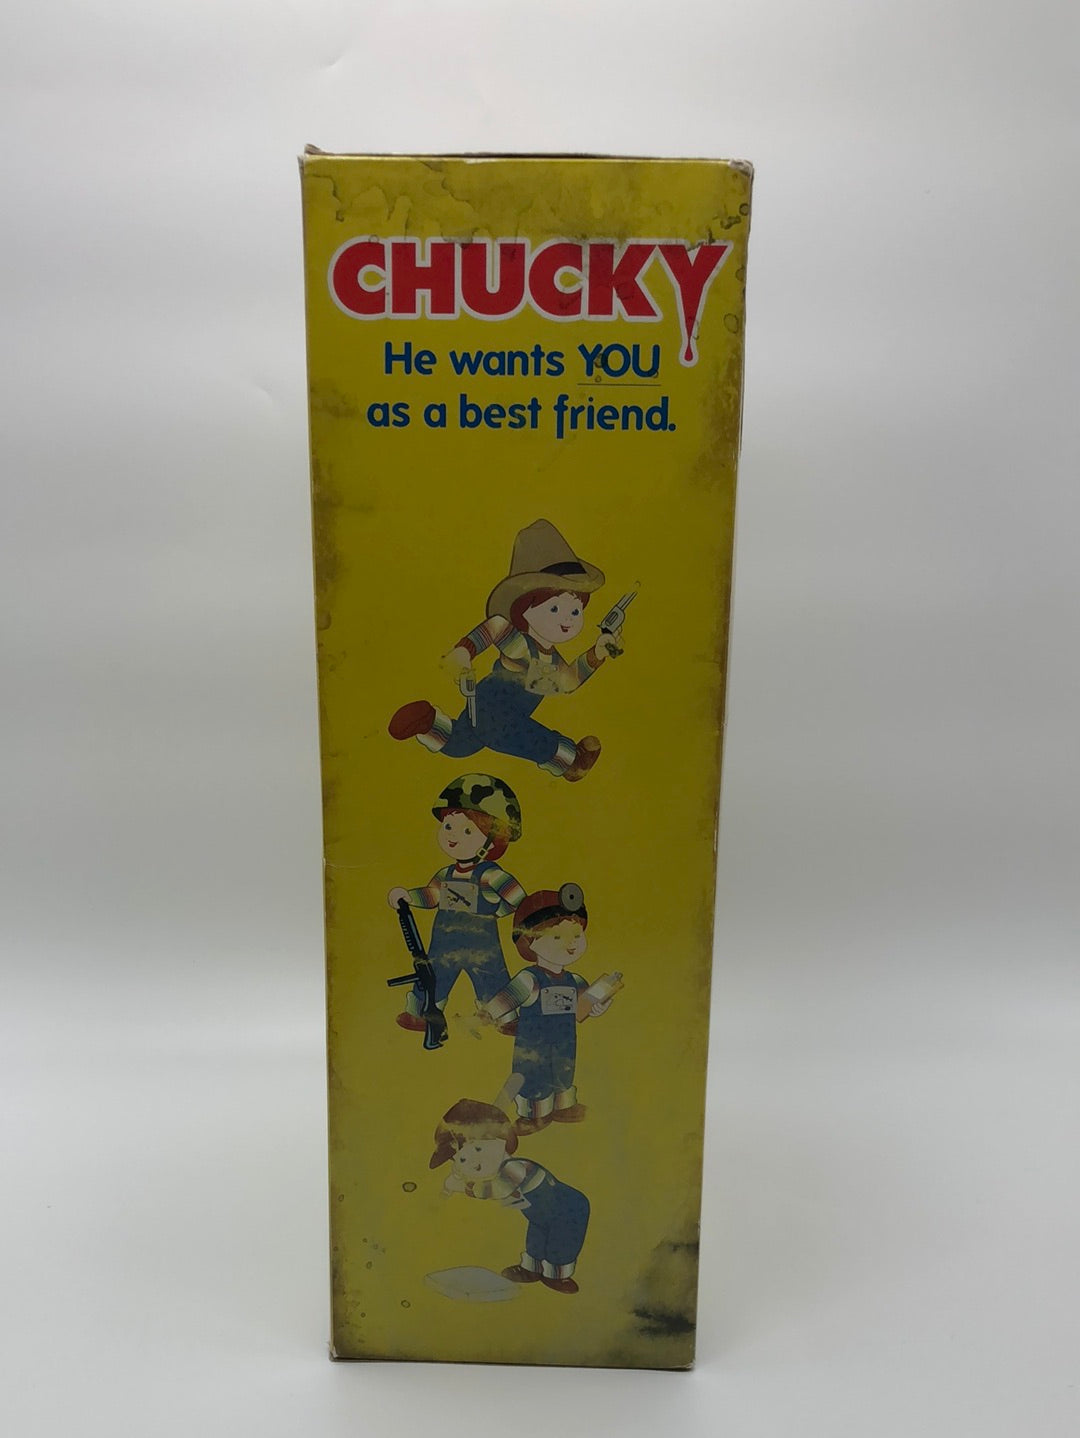 CHUCKY
He wants YOU
as a best friend.